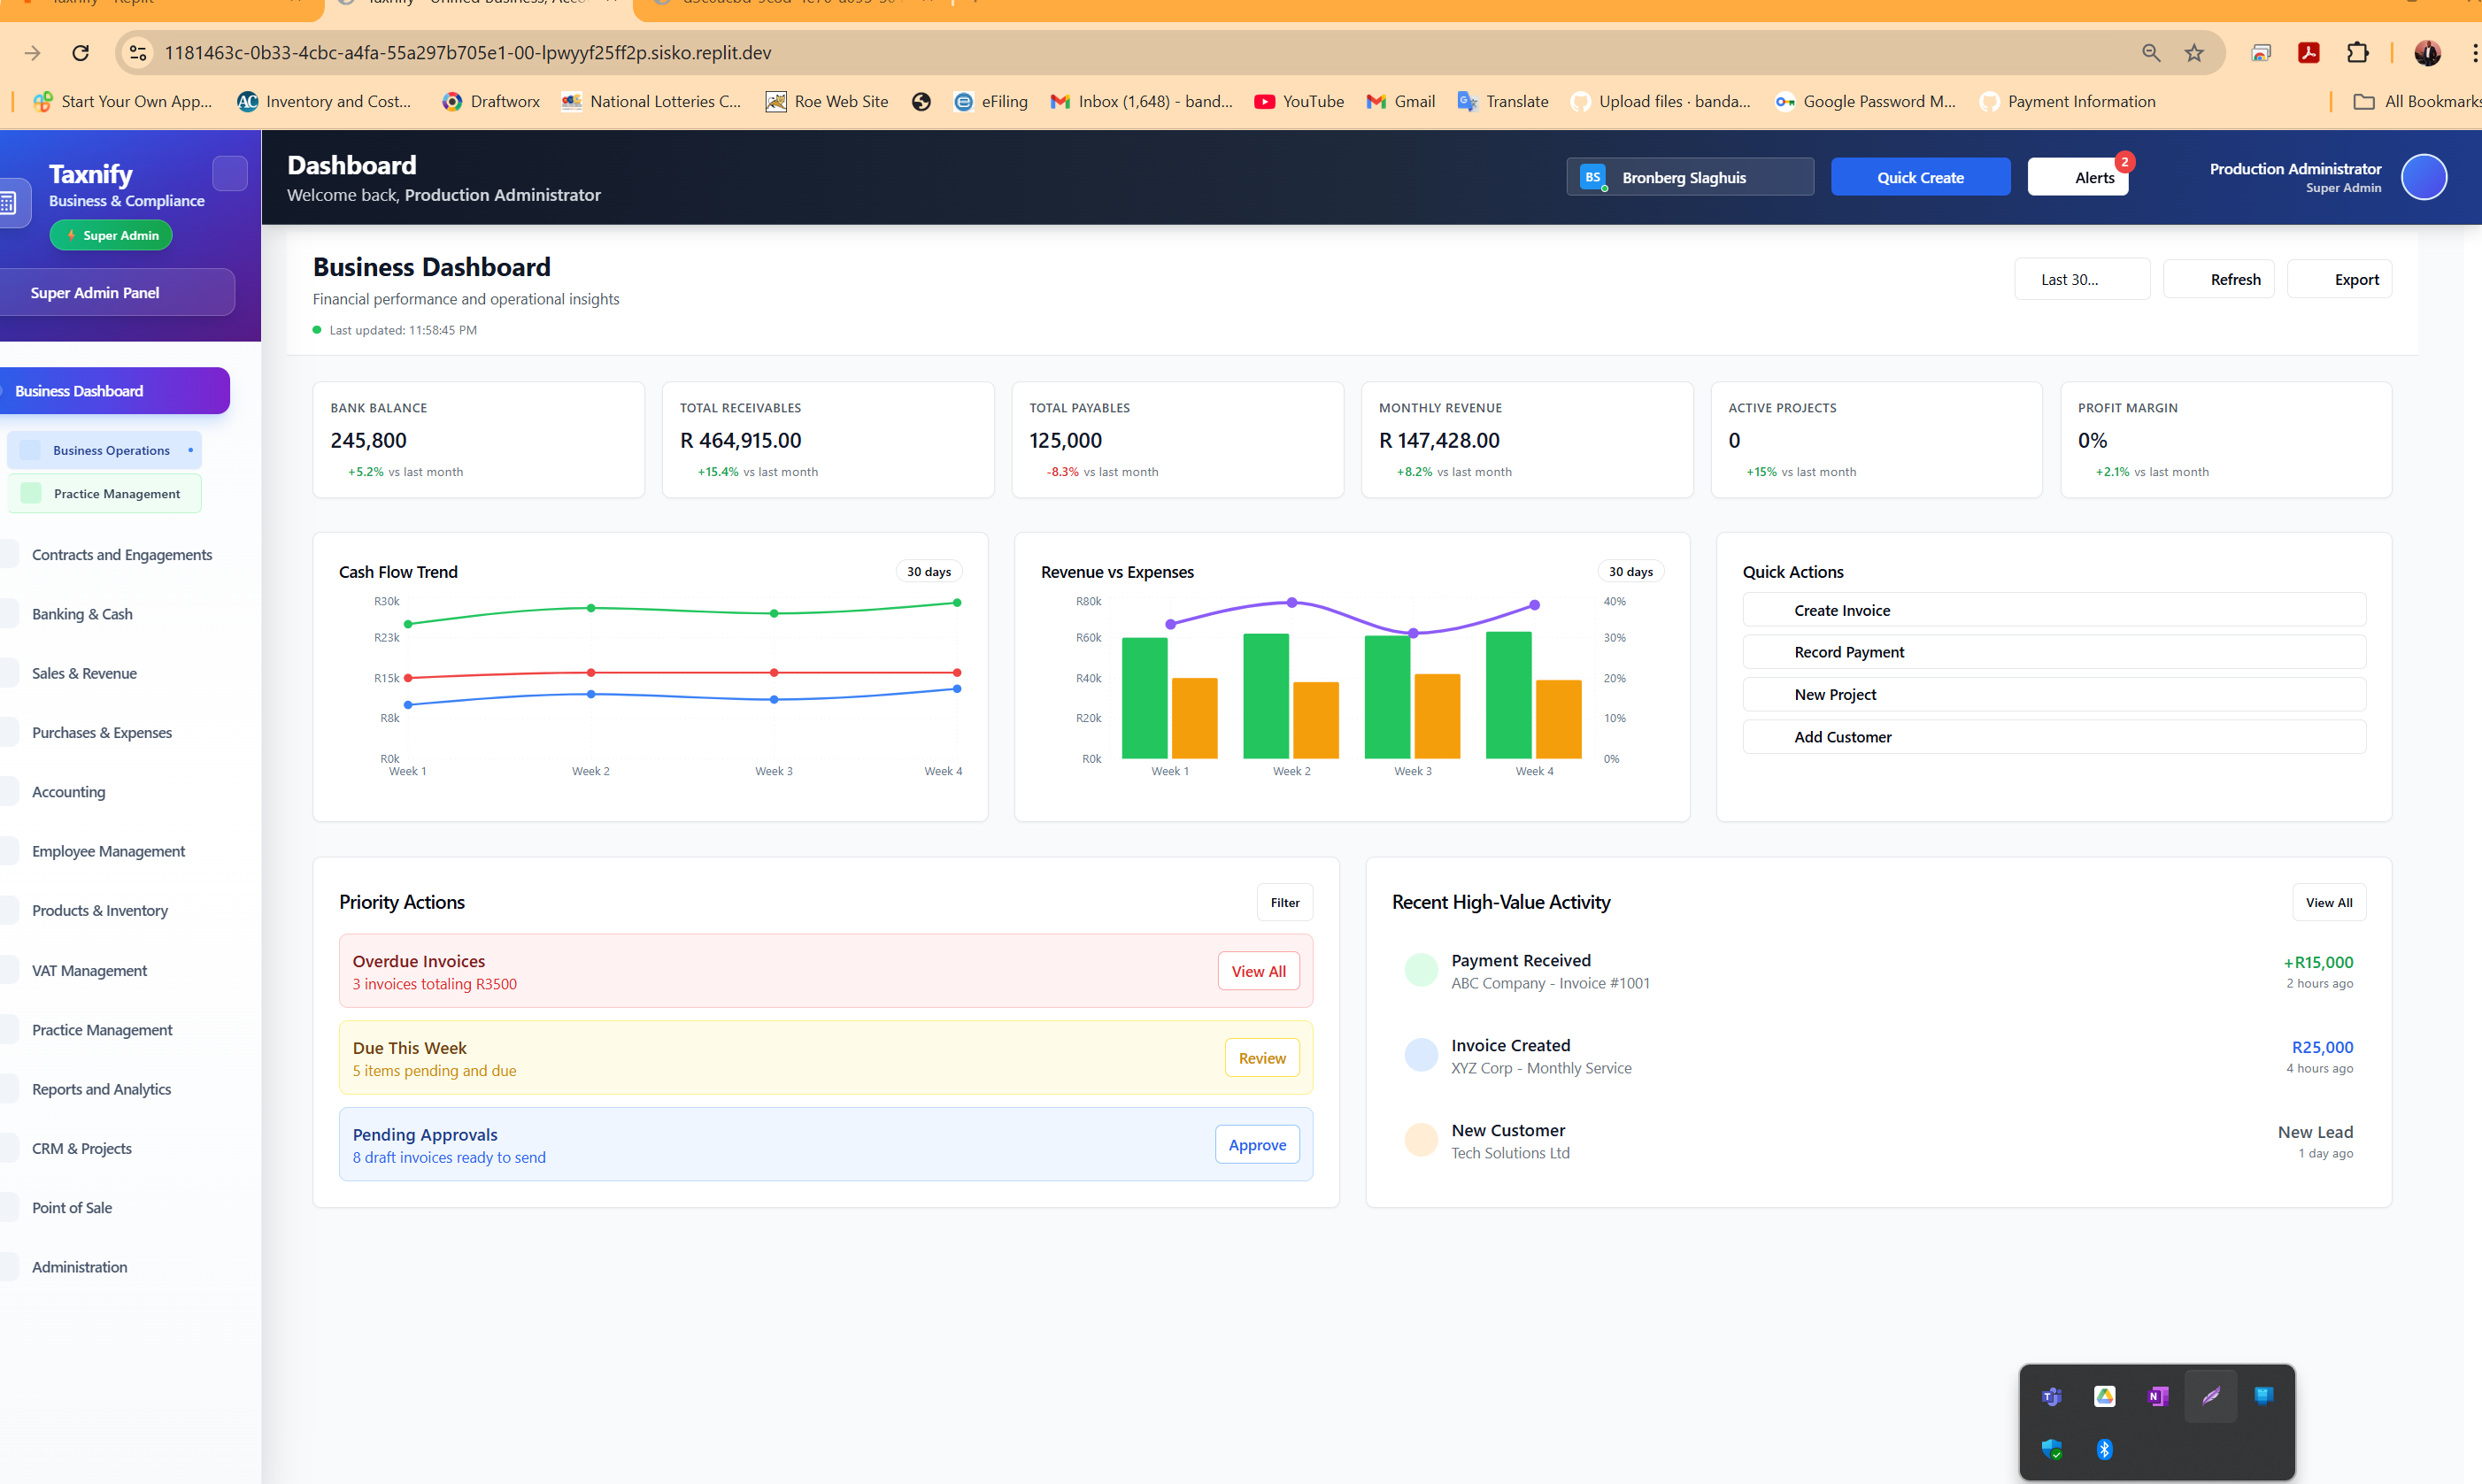 1181463c-0b33-4cbc-a4fa-55a297b705e1-00-lpwyyf25ff2p.sisko.replit.dev
Start Your Own App...
Inventory and Cost...
Draftworx
National Lotteries C...
Roe Web Site
eFiling
Inbox (1,648) - band...
YouTube
Gmail
Translate
Upload files · banda...
Google Password M...
Payment Information
All Bookmarks
Taxnify
Business & Compliance
Super Admin
Super Admin Panel
Business Dashboard
Business Operations
Practice Management
Contracts and Engagements
Banking & Cash
Sales & Revenue
Purchases & Expenses
Accounting
Employee Management
Products & Inventory
VAT Management
Practice Management
Reports and Analytics
CRM & Projects
Point of Sale
Administration
Dashboard
Welcome back, Production Administrator
BS
Bronberg Slaghuis
Quick Create
Alerts
2
Production Administrator
Super Admin
Business Dashboard
Financial performance and operational insights
Last updated: 11:58:45 PM
Last 30...
Refresh
Export
BANK BALANCE
245,800
+5.2% vs last month
TOTAL RECEIVABLES
R 464,915.00
+15.4% vs last month
TOTAL PAYABLES
125,000
-8.3% vs last month
MONTHLY REVENUE
R 147,428.00
+8.2% vs last month
ACTIVE PROJECTS
0
+15% vs last month
PROFIT MARGIN
0%
+2.1% vs last month
Cash Flow Trend
30 days
R30k
R23k
R15k
R8k
R0k
Week 1
Week 2
Week 3
Week 4
Revenue vs Expenses
30 days
R80k
R60k
R40k
R20k
R0k
40%
30%
20%
10%
0%
Week 1
Week 2
Week 3
Week 4
Quick Actions
Create Invoice
Record Payment
New Project
Add Customer
Priority Actions
Filter
Overdue Invoices
3 invoices totaling R3500
View All
Due This Week
5 items pending and due
Review
Pending Approvals
8 draft invoices ready to send
Approve
Recent High-Value Activity
View All
Payment Received
ABC Company - Invoice #1001
+R15,000
2 hours ago
Invoice Created
XYZ Corp - Monthly Service
R25,000
4 hours ago
New Customer
Tech Solutions Ltd
New Lead
1 day ago